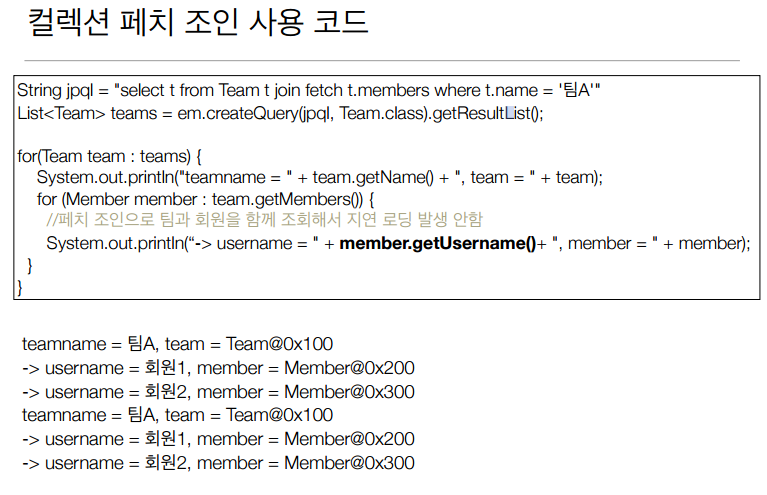 컬렉션 페치 조인 사용 코드
String jpql = "select t from Team t join fetch t.members where t.name = '팀A'"
List<Team> teams = em.createQuery(jpql, Team.class).getResultList();
for(Team team : teams) {
System.out.println("teamname = " + team.getName() + ", team = " + team);
for (Member member : team.getMembers()) {
//페치 조인으로 팀과 회원을 함께 조회해서 지연 로딩 발생 안함
System.out.println(“-> username = " + member.getUsername()+ ", member = " + member);
}
}
teamname = 팀A, team = Team@0x100
-> username = 회원1, member = Member@0x200
-> username = 회원2, member = Member@0x300
teamname = 팀A, team = Team@0x100
-> username = 회원1, member = Member@0x200
-> username = 회원2, member = Member@0x300